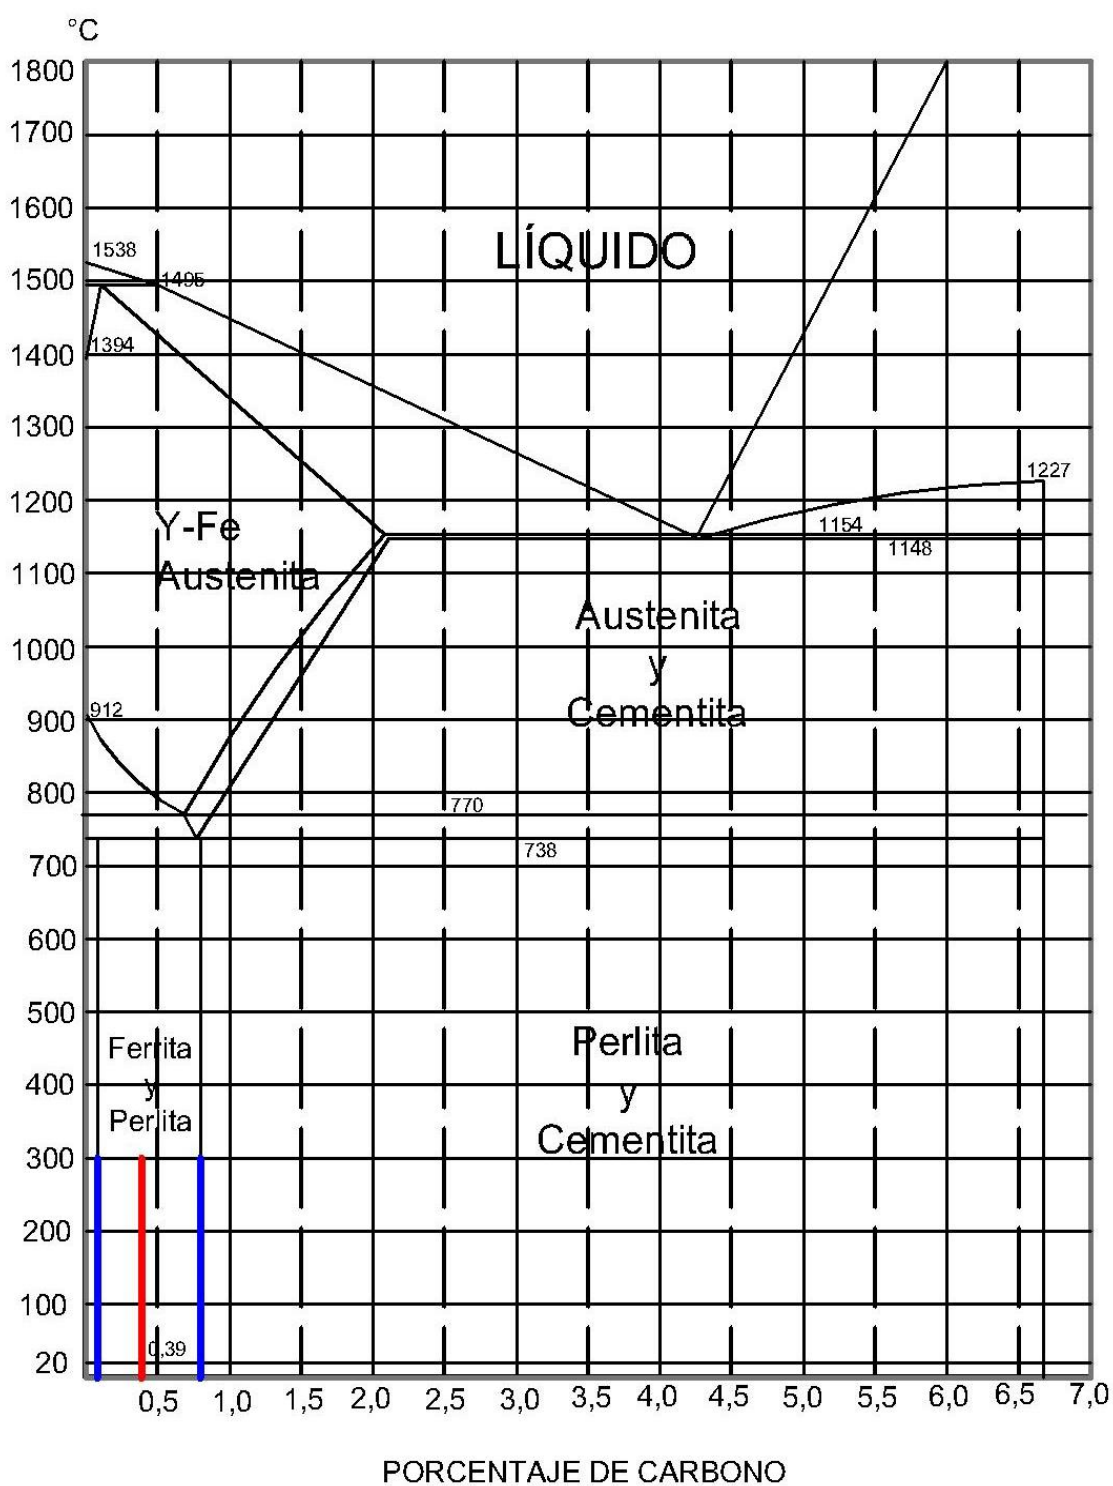 °C
1800
1700
1600
1538
LÍQUIDO
1500
1495
1400
1394
1300
1227
1200
Y-Fe
1154
1148
1100
Austenita
Austenita
y
Cementita
1000
900
912
800
770
738
700
600
500
Ferrita
y
Perlita
Perlita
y
Cementita
400
300
200
100
0,39
20
0,5 1,0 1,5 2,0 2,5 3,0 3,5 4,0 4,5 5,0 5,5 6,0 6,5 7,0
PORCENTAJE DE CARBONO